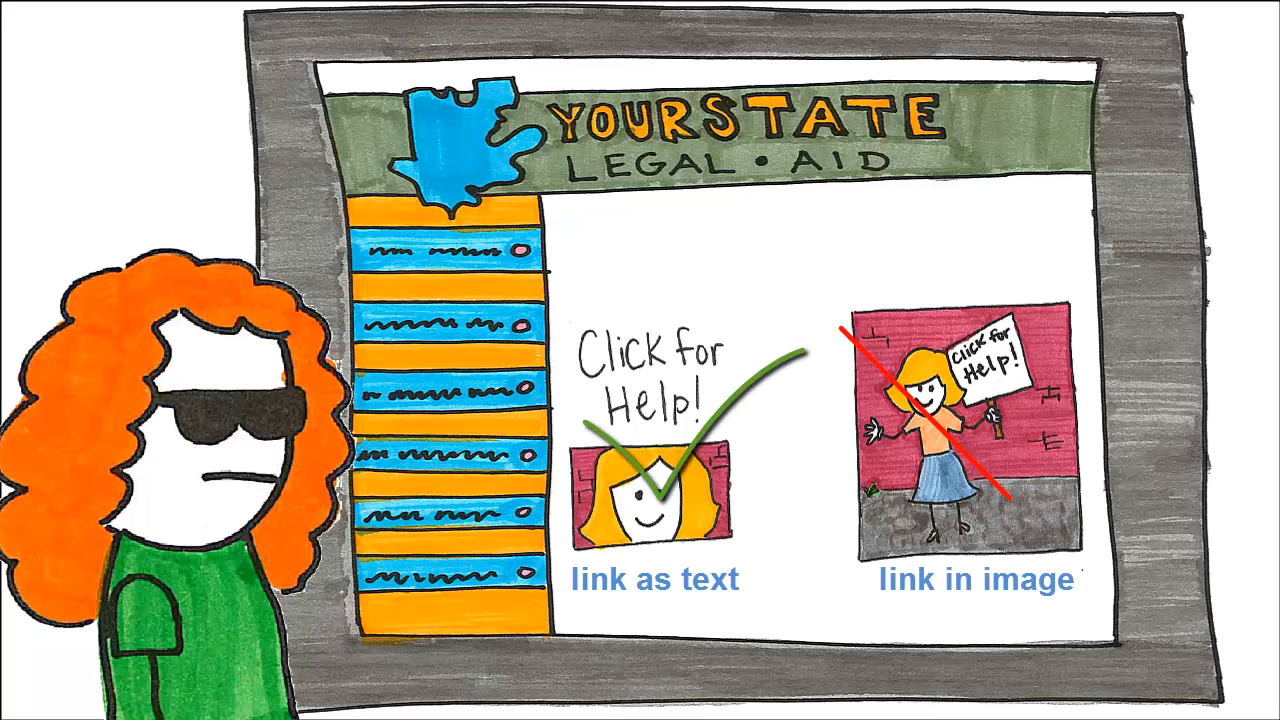 YOURSTATE
LEGAL • AID
Click for
Help!
Click for
Help!
link as text
link in image